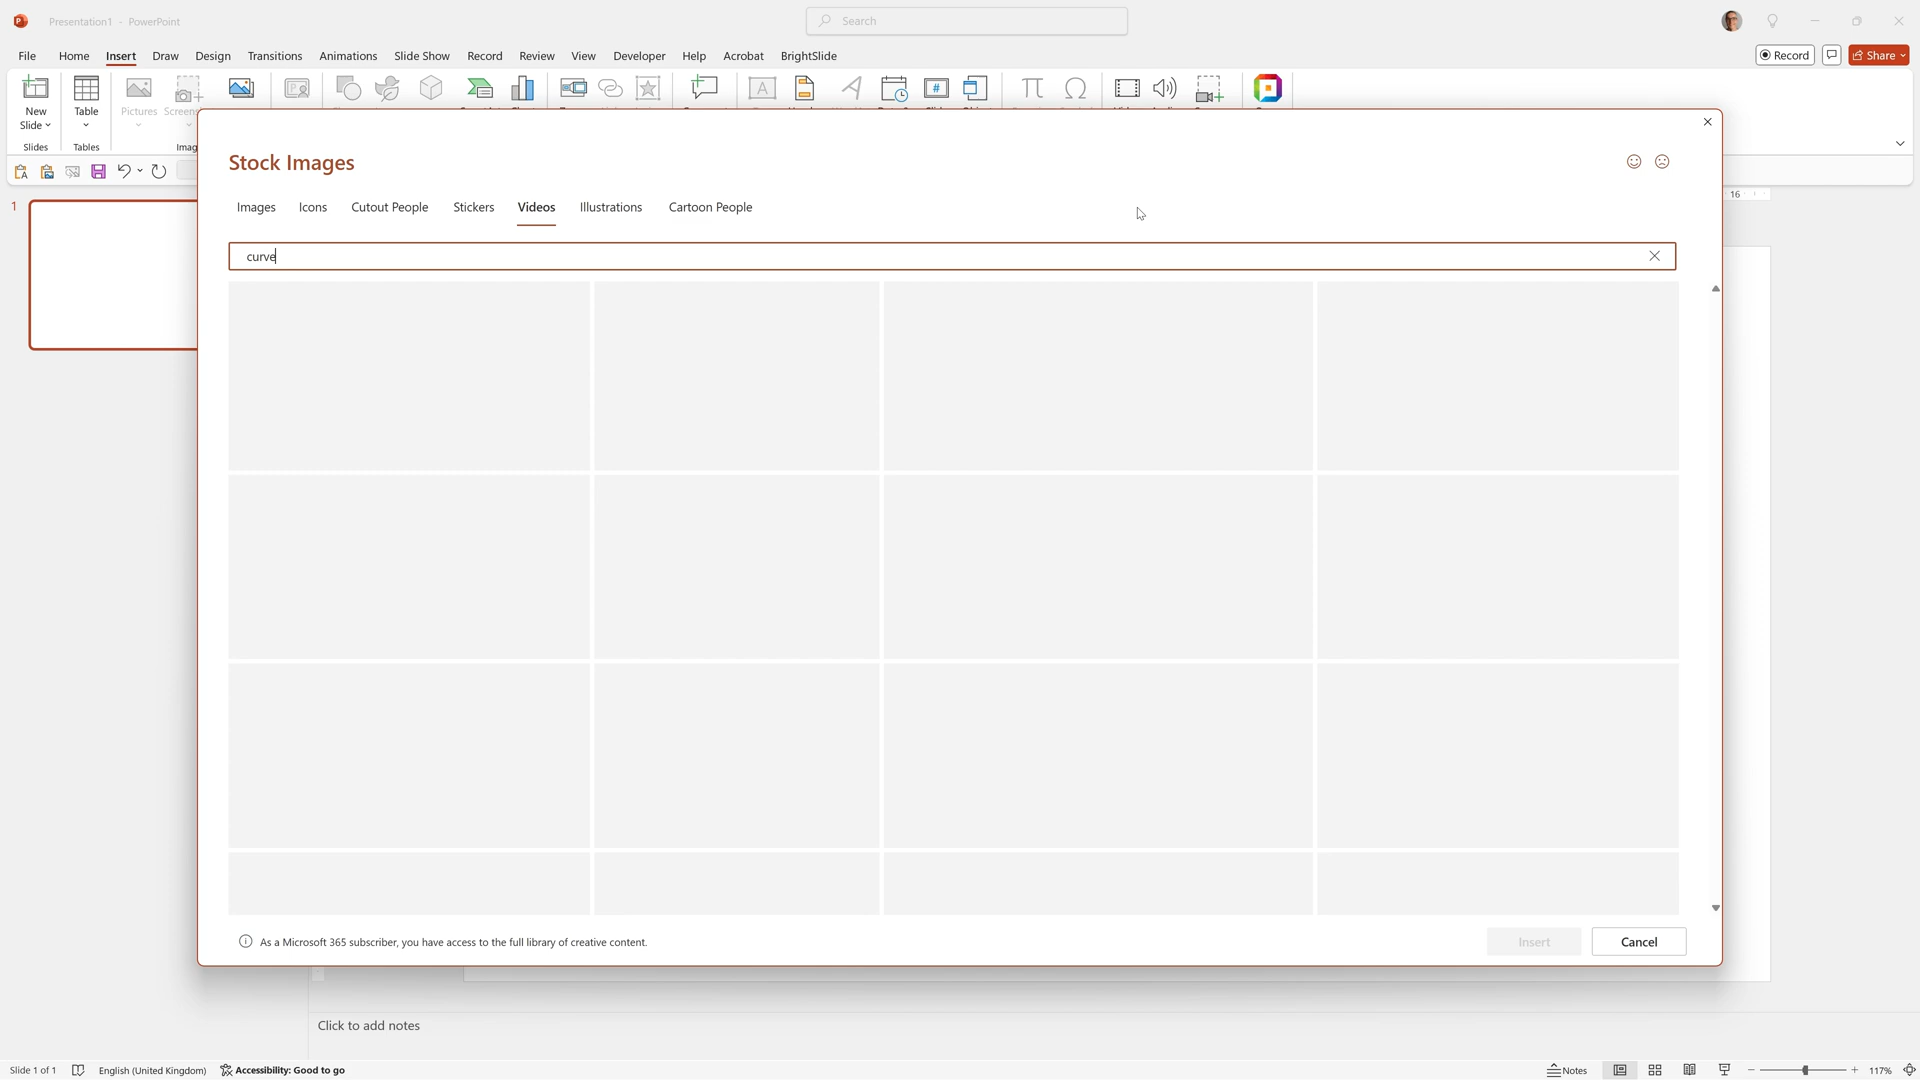 Presentation1 - PowerPoint
Search
File Home Insert Draw Design Transitions Animations Slide Show Record Review View Developer Help Acrobat BrightSlide
Record
Share
New Slide
Table
Pictures
Slides
Tables
Stock Images
Images Icons Cutout People Stickers Videos Illustrations Cartoon People
curve
16
1
As a Microsoft 365 subscriber, you have access to the full library of creative content.
Insert
Cancel
Click to add notes
Slide 1 of 1
English (United Kingdom)
Accessibility: Good to go
Notes
117%